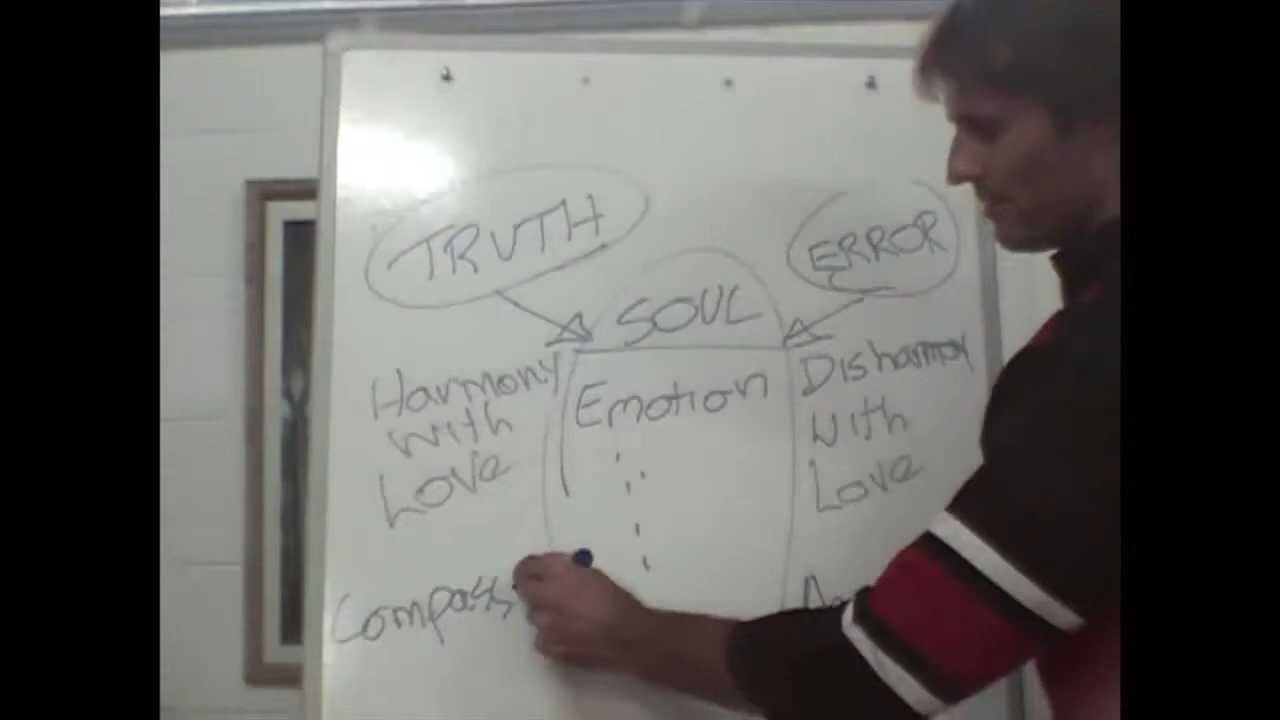 TRUTH
ERROR
SOUL
Harmony
with
Love
Emotion
Disharmony
with
Love
Compass